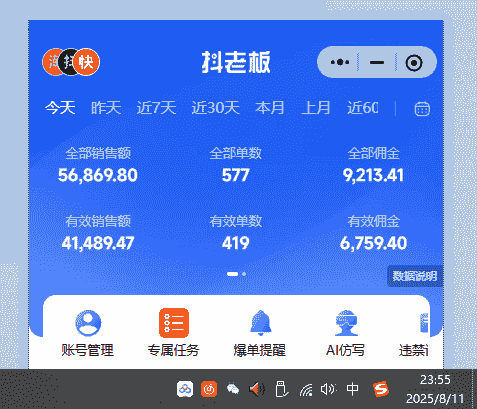 抖 快
抖老板
今天 昨天 近7天 近30天 本月 上月 近60
全部销售额 全部单数 全部佣金
56,869.80 577 9,213.41
有效销售额 有效单数 有效佣金
41,489.47 419 6,759.40
数据说明
账号管理 专属任务 爆单提醒 AI仿写 违禁
中
23:55
2025/8/11